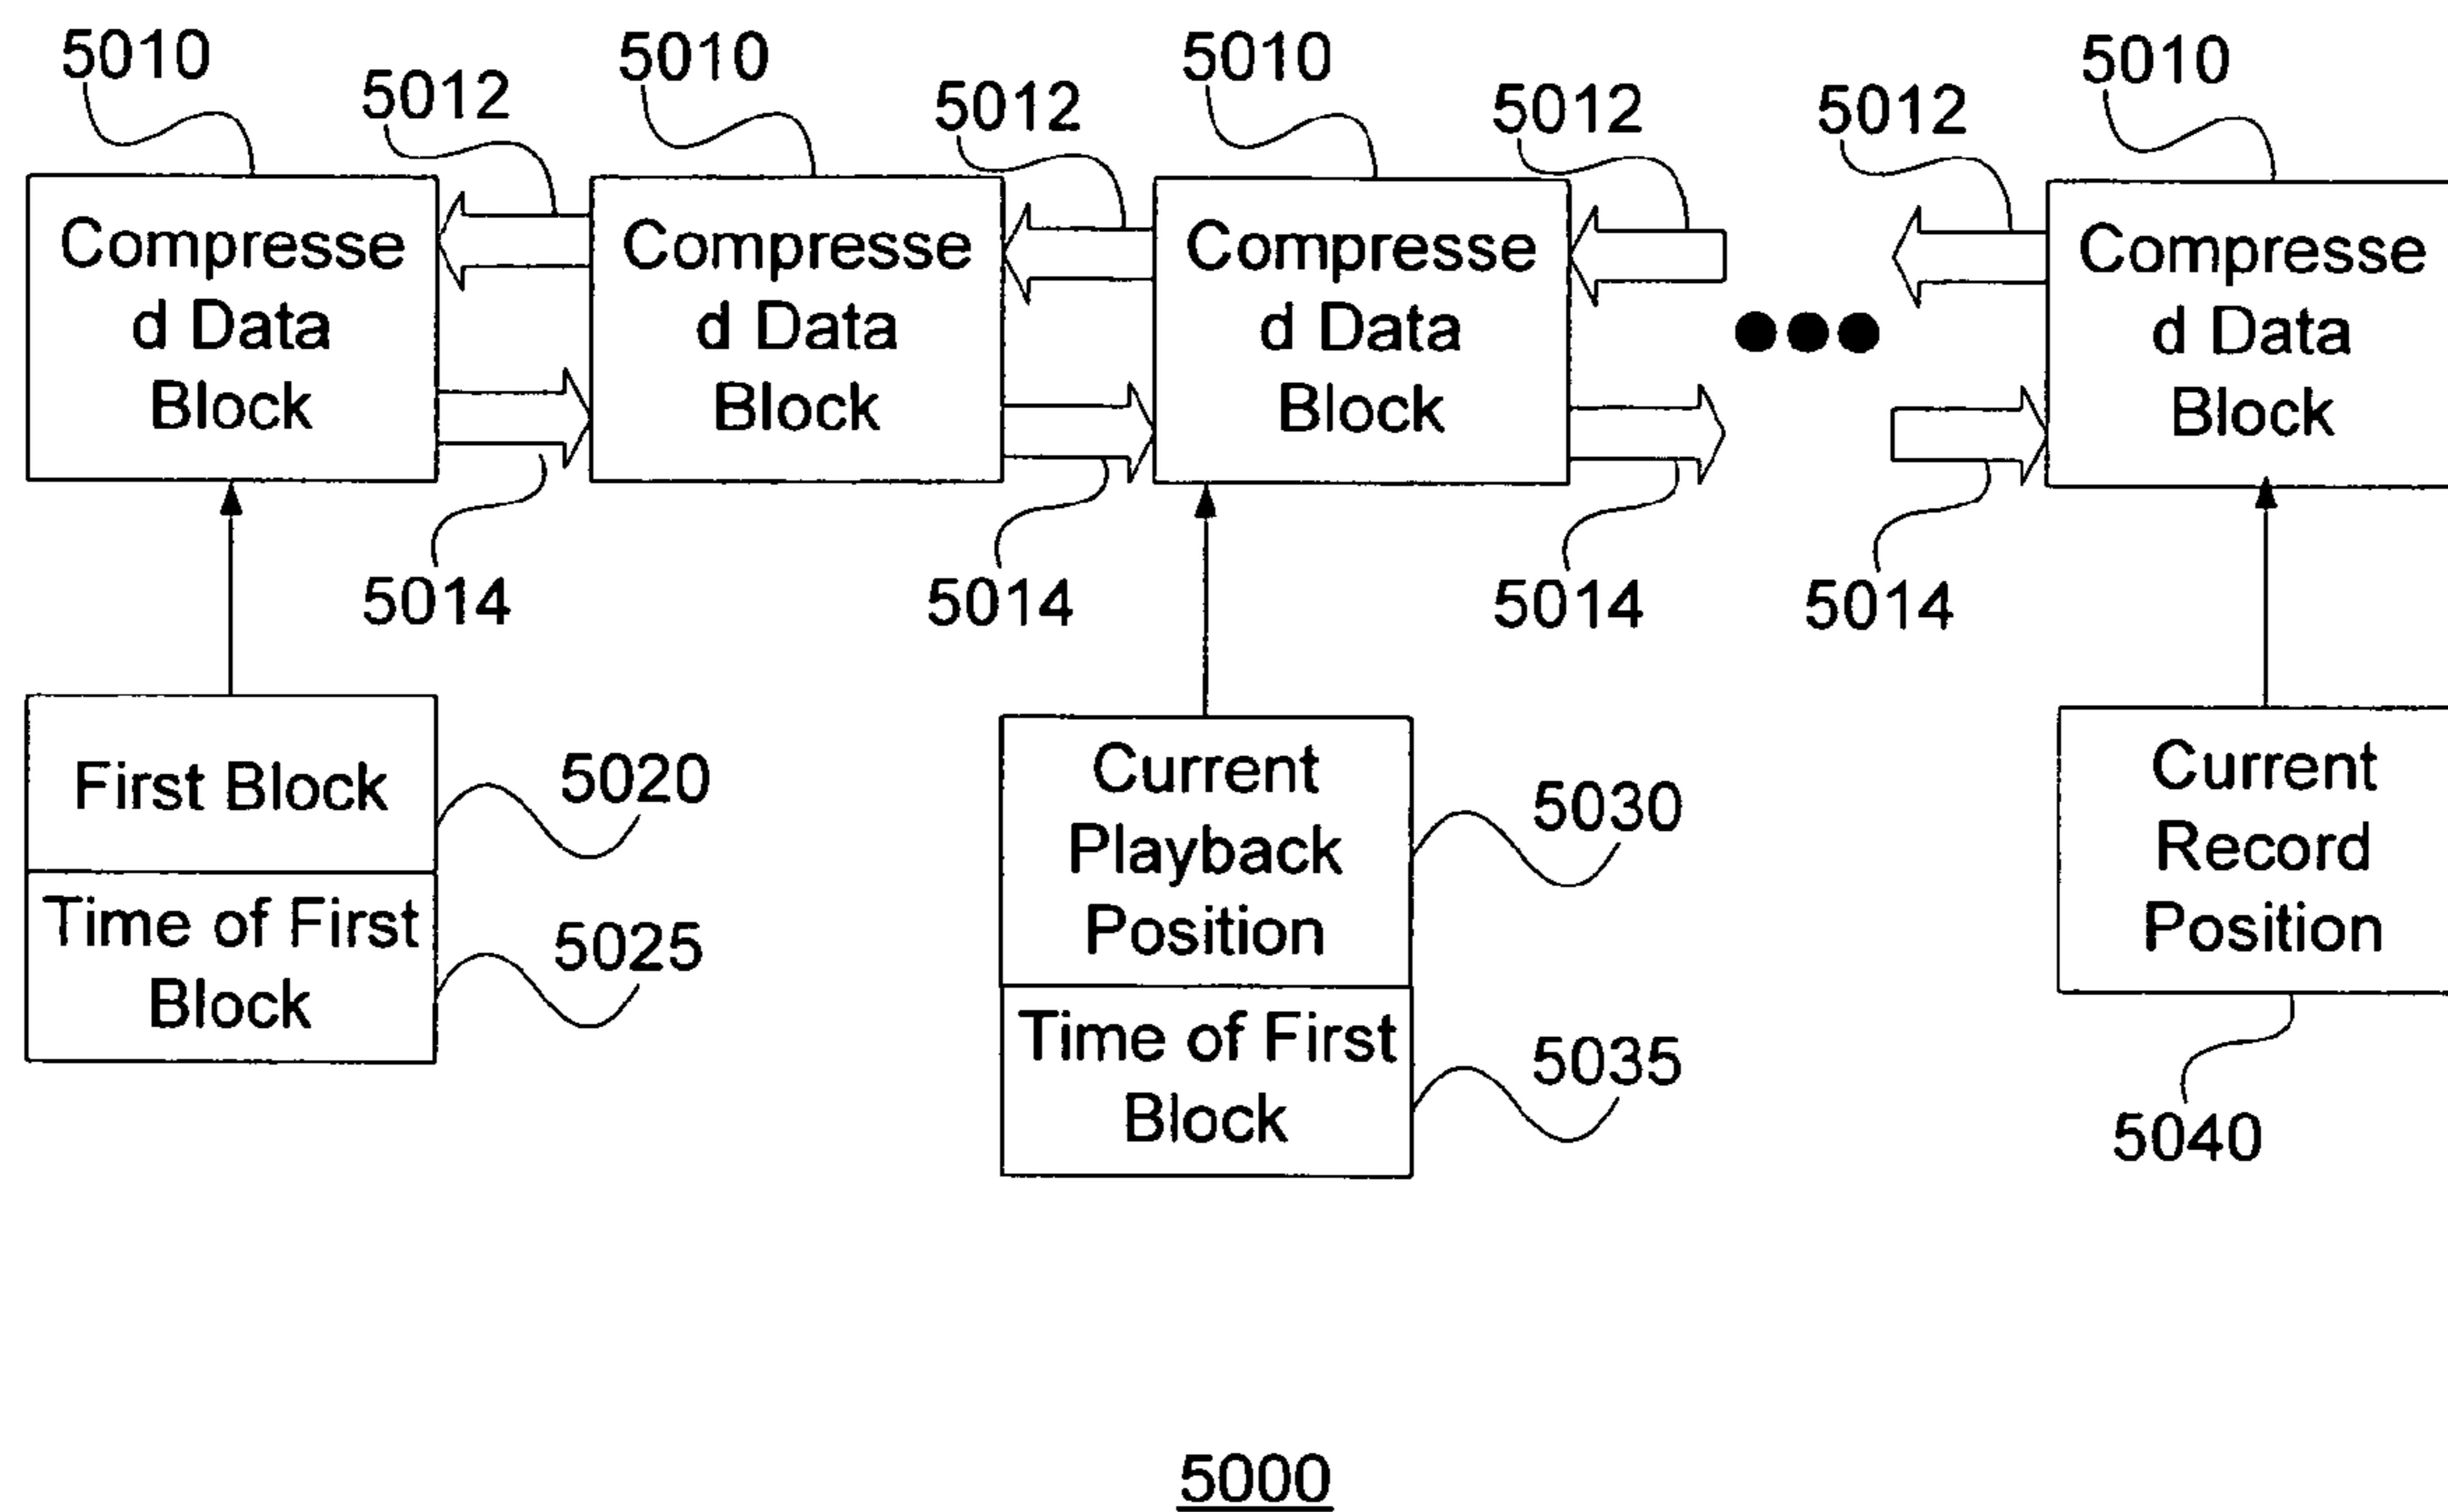 5010
5012
5010
5012
5010
5012
5012
5010
Compresse
d Data
Block
Compresse
d Data
Block
Compresse
d Data
Block
Compresse
d Data
Block
5014
5014
5014
5014
First Block
5020
Time of First
Block
5025
Current
Playback
Position
5030
Time of First
Block
5035
Current
Record
Position
5040
5000